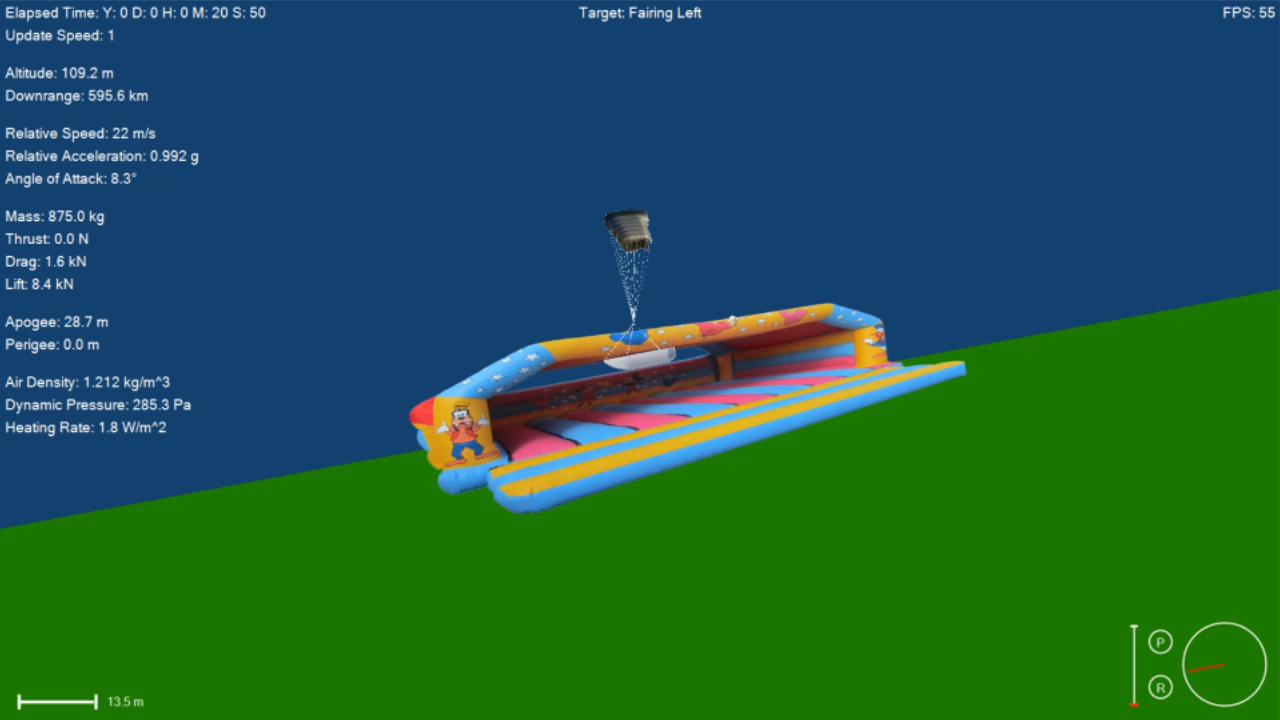 Elapsed Time: Y: 0 D: 0 H: 0 M: 20 S: 50
Target: Fairing Left
FPS: 55
Update Speed: 1
Altitude: 109.2 m
Downrange: 595.6 km
Relative Speed: 22 m/s
Relative Acceleration: 0.992 g
Angle of Attack: 8.3°
Mass: 875.0 kg
Thrust: 0.0 N
Drag: 1.6 kN
Lift: 8.4 kN
Apogee: 28.7 m
Perigee: 0.0 m
Air Density: 1.212 kg/m^3
Dynamic Pressure: 285.3 Pa
Heating Rate: 1.8 W/m^2
P
R
13.5 m